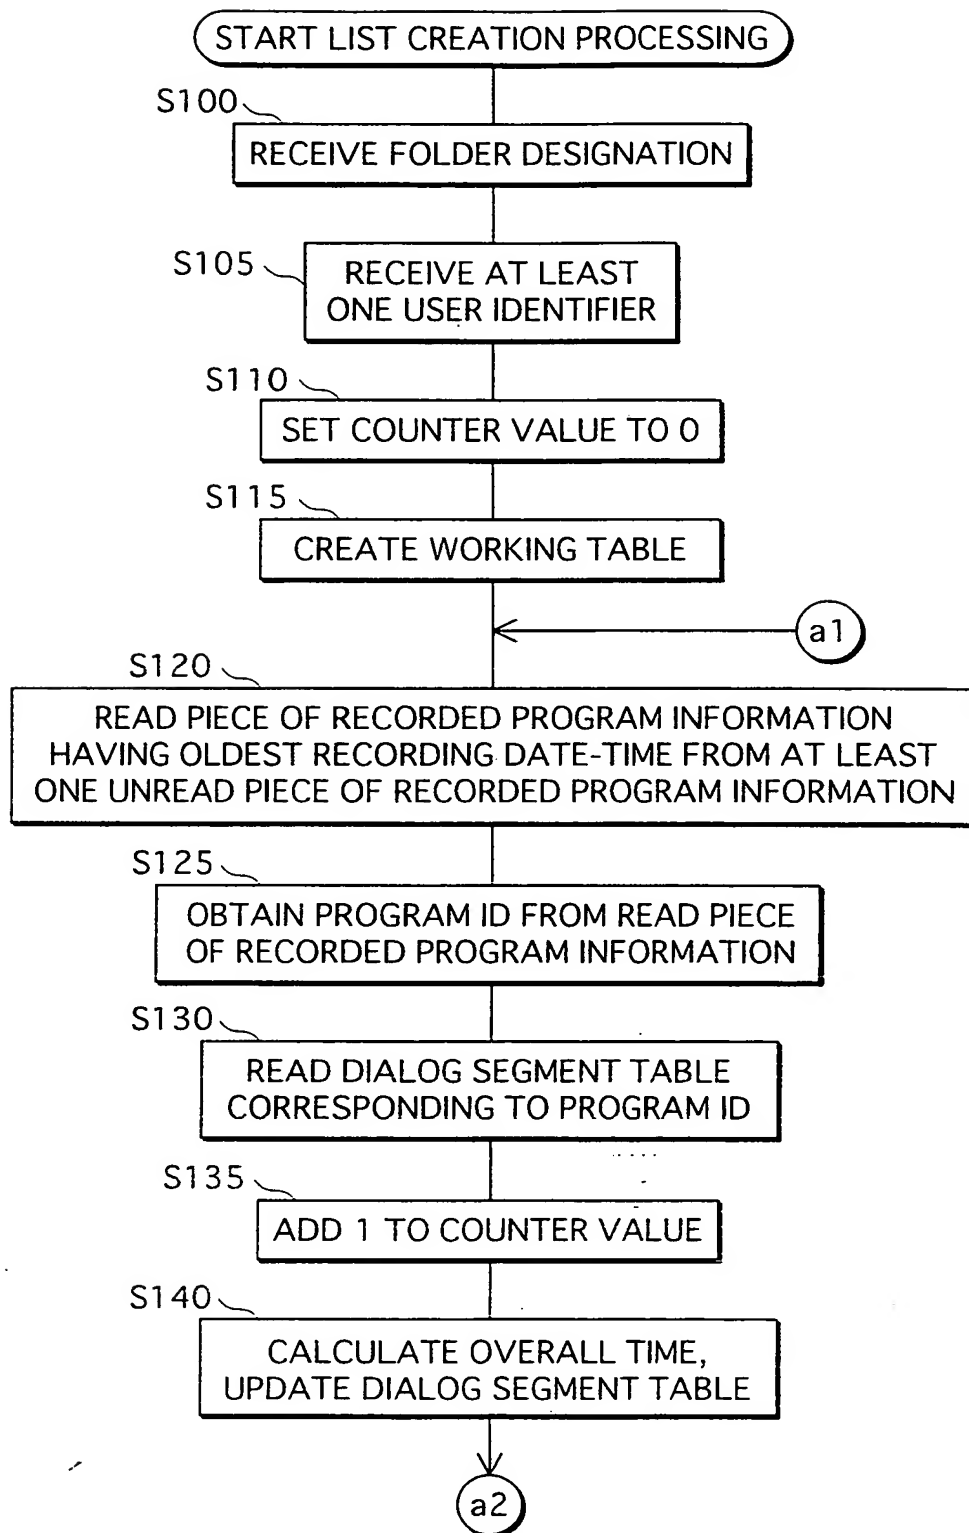 START LIST CREATION PROCESSING
S100
RECEIVE FOLDER DESIGNATION
S105
RECEIVE AT LEAST
ONE USER IDENTIFIER
S110
SET COUNTER VALUE TO 0
S115
CREATE WORKING TABLE
a1
S120
READ PIECE OF RECORDED PROGRAM INFORMATION
HAVING OLDEST RECORDING DATE-TIME FROM AT LEAST
ONE UNREAD PIECE OF RECORDED PROGRAM INFORMATION
S125
OBTAIN PROGRAM ID FROM READ PIECE
OF RECORDED PROGRAM INFORMATION
S130
READ DIALOG SEGMENT TABLE
CORRESPONDING TO PROGRAM ID
S135
ADD 1 TO COUNTER VALUE
S140
CALCULATE OVERALL TIME,
UPDATE DIALOG SEGMENT TABLE
a2